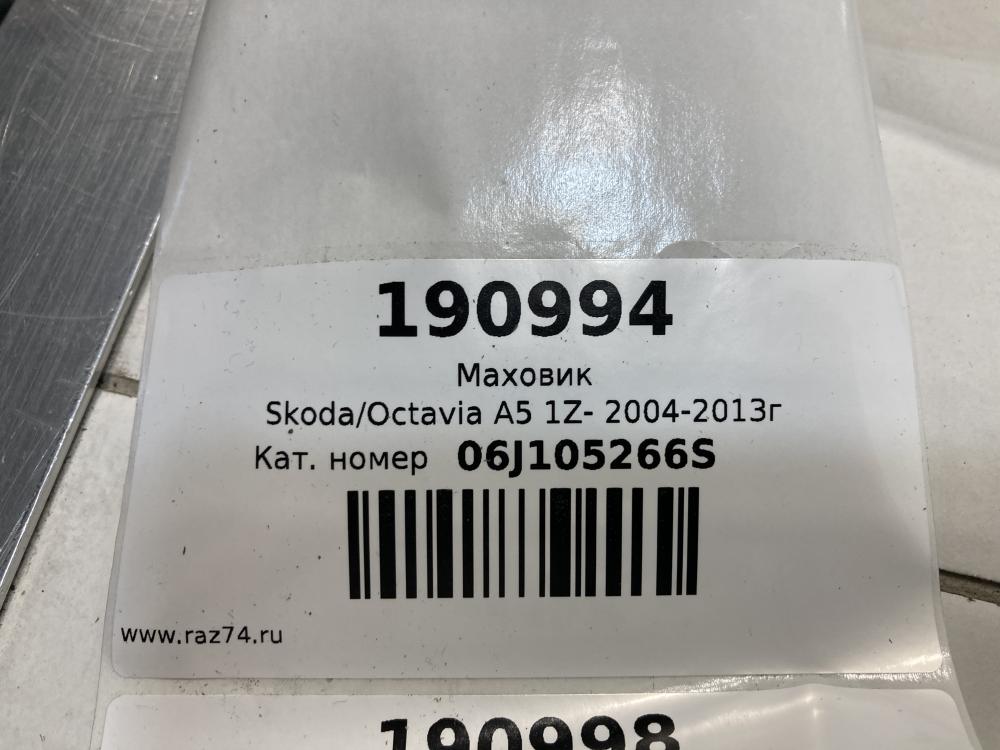 190994
Маховик
Skoda/Octavia A5 1Z- 2004-2013г
Кат. номер 06J105266S
www.raz74.ru
190998